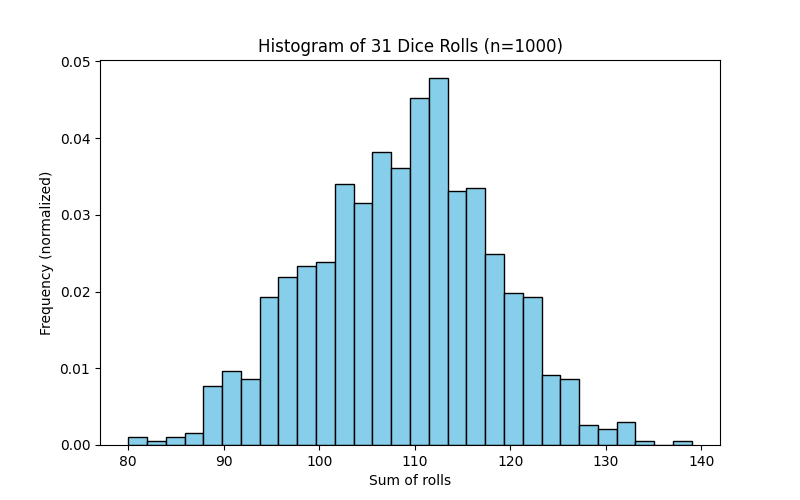 Histogram of 31 Dice Rolls (n=1000)
Frequency (normalized)
0.05
0.04
0.03
0.02
0.01
0.00
80 90 100 110 120 130 140
Sum of rolls